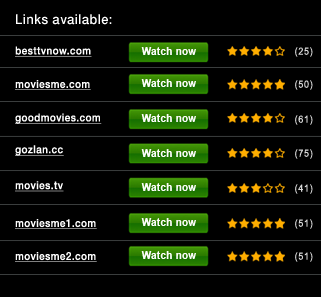 Links available:
besttvnow.com Watch now (25)
moviesme.com Watch now (50)
goodmovies.com Watch now (61)
gozlan.cc Watch now (75)
movies.tv Watch now (41)
moviesme1.com Watch now (51)
moviesme2.com Watch now (51)